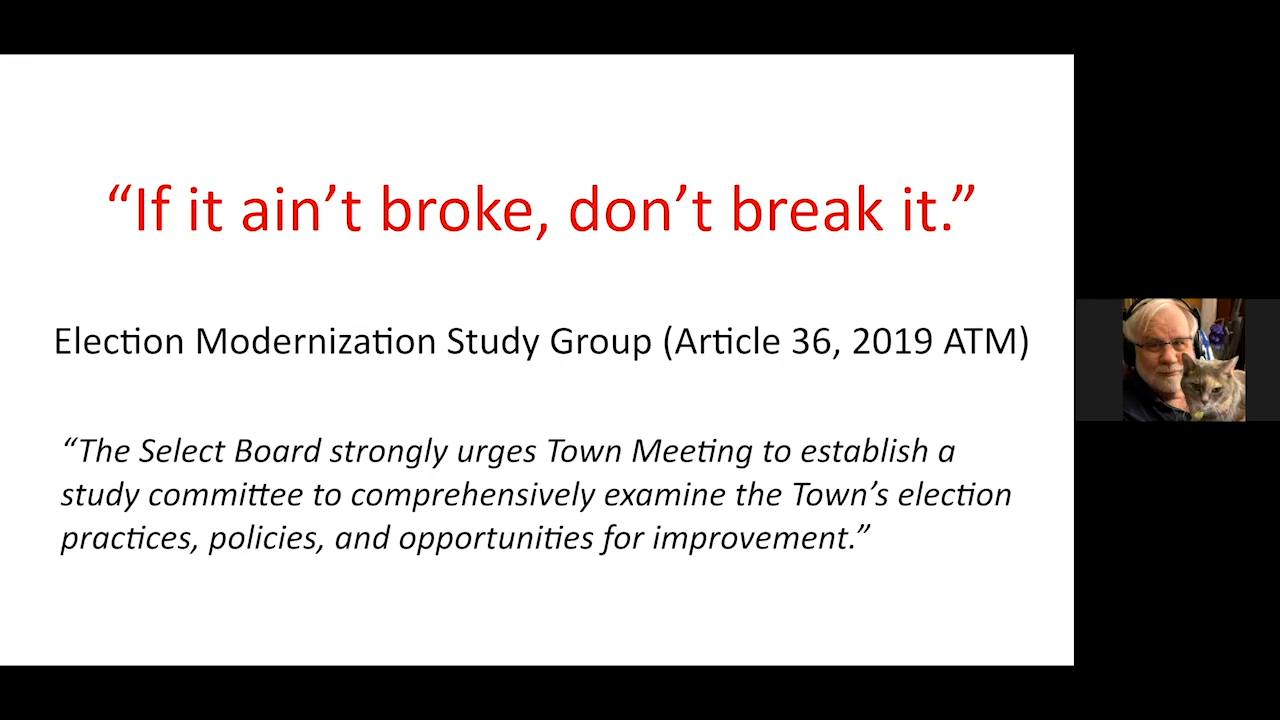 “If it ain’t broke, don’t break it.”
Election Modernization Study Group (Article 36, 2019 ATM)
“The Select Board strongly urges Town Meeting to establish a
study committee to comprehensively examine the Town’s election
practices, policies, and opportunities for improvement.”